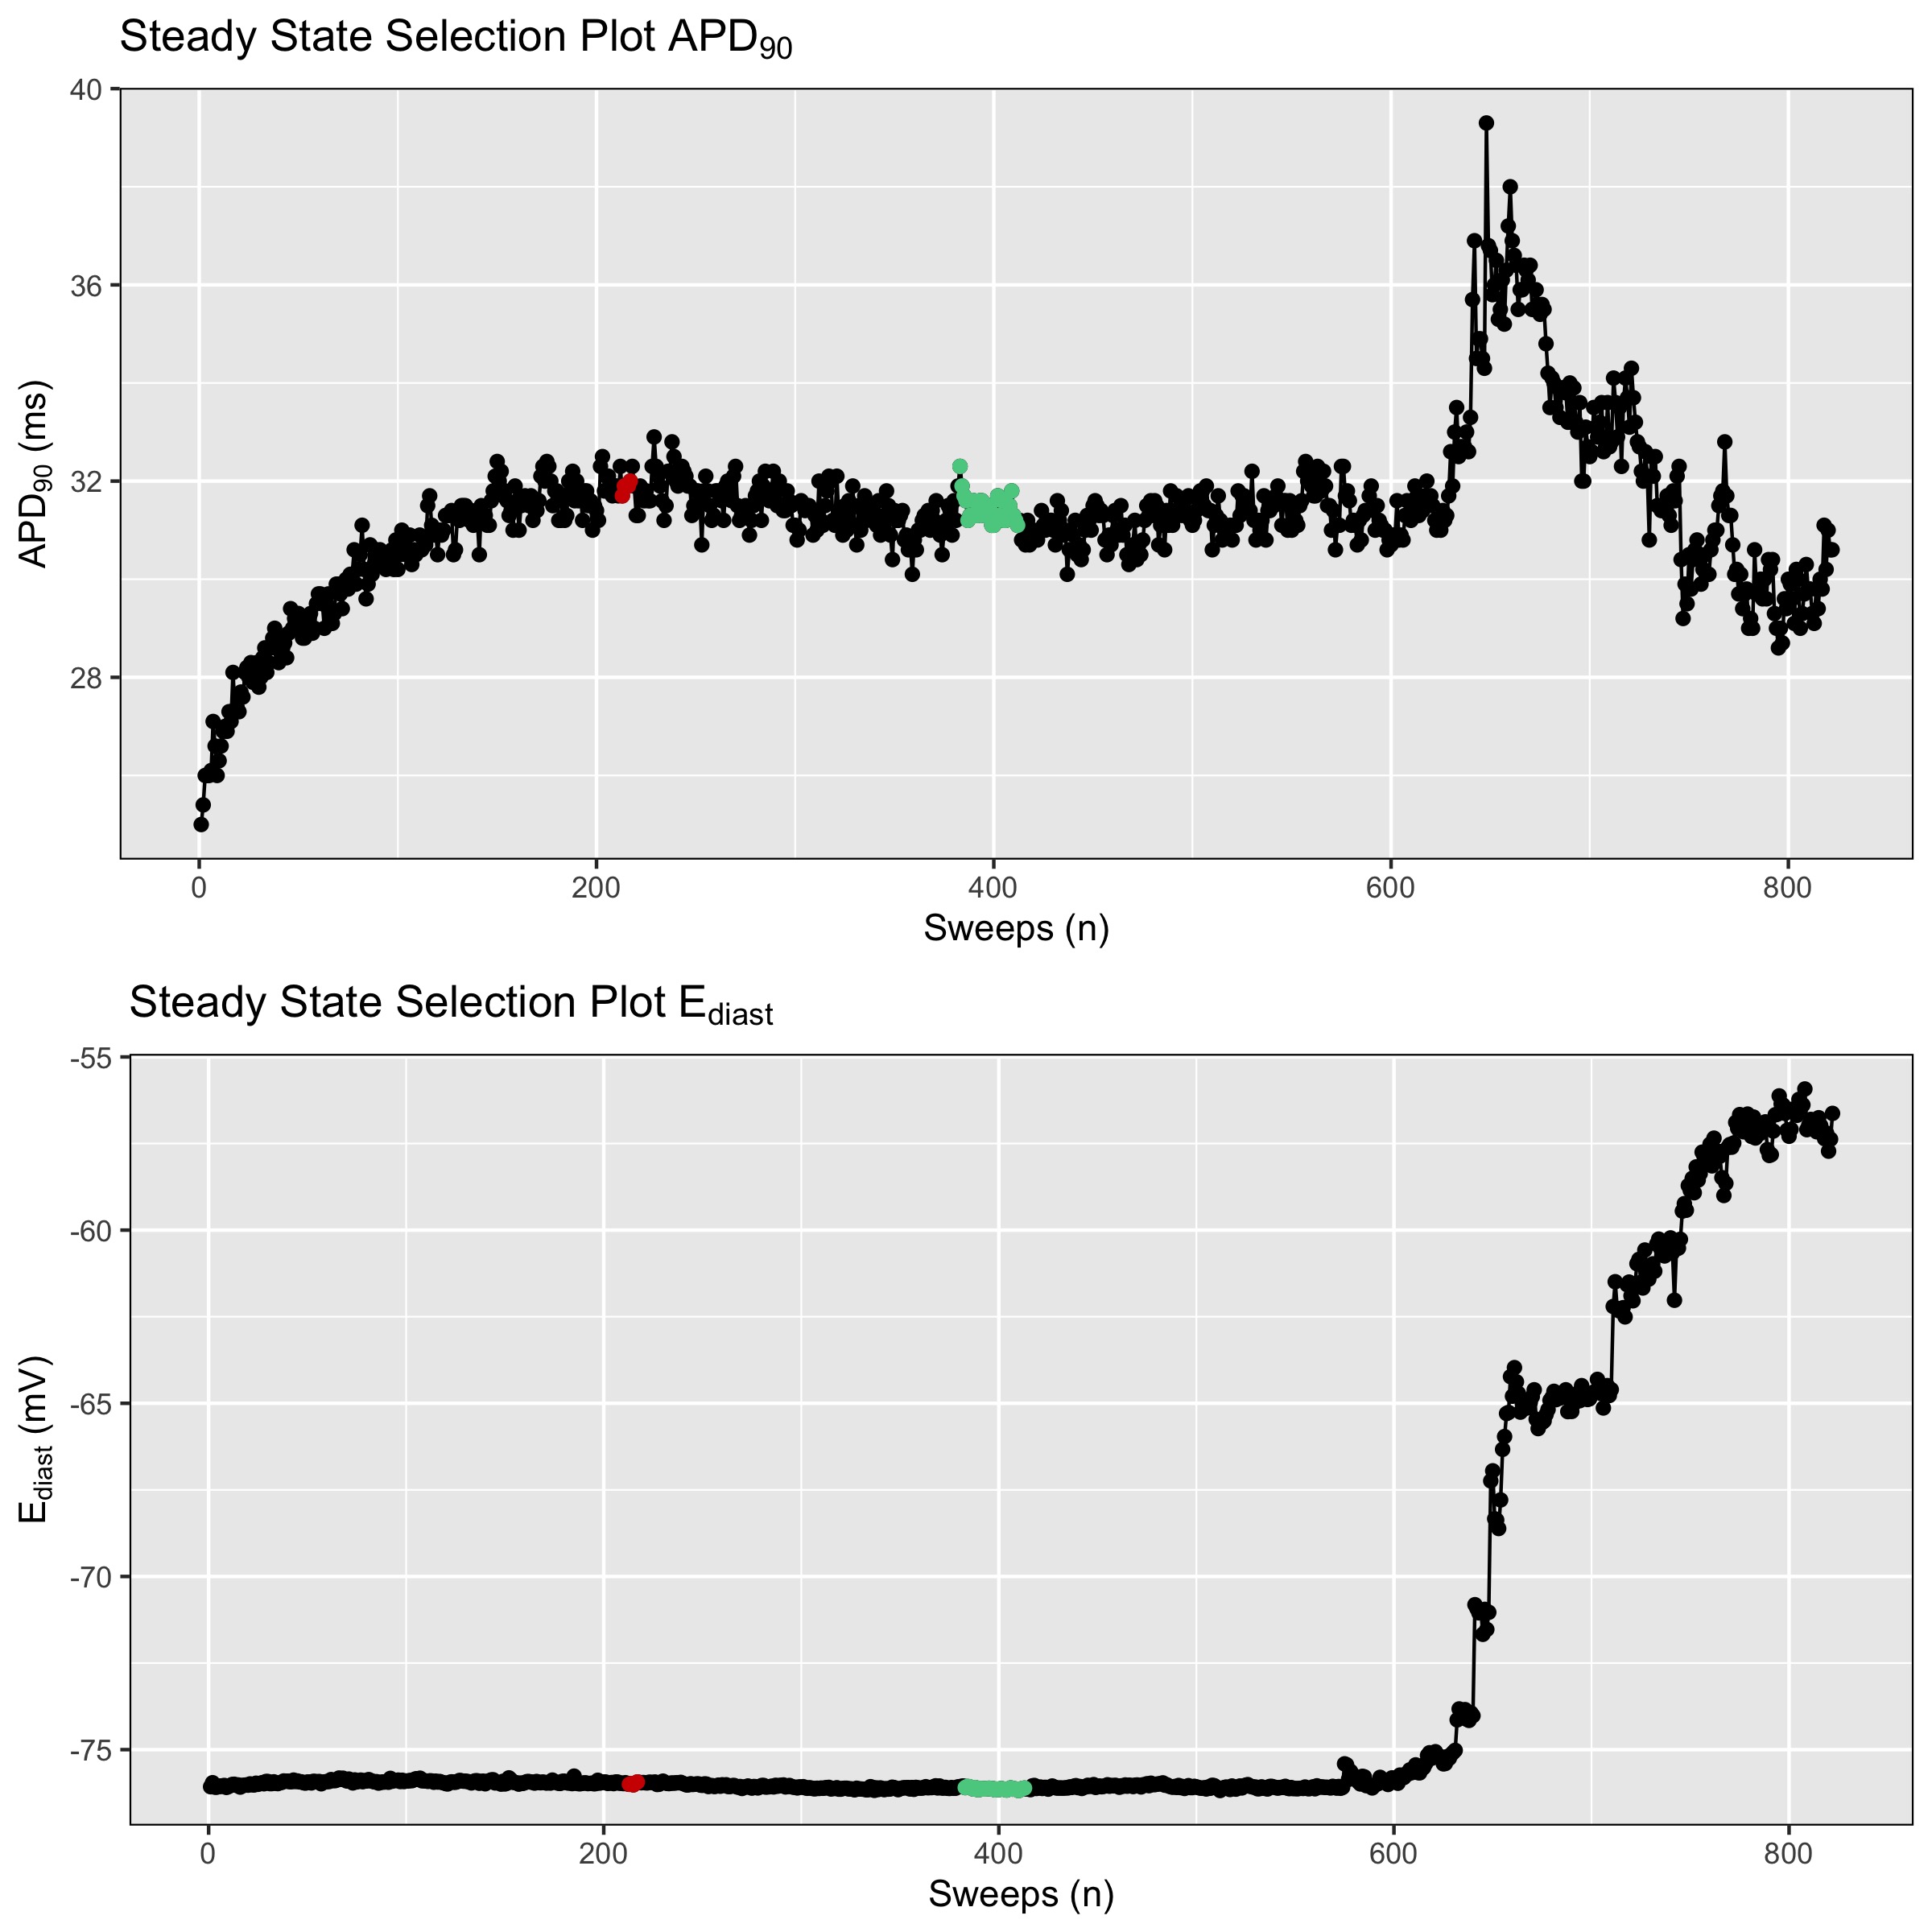 Steady State Selection Plot APD90
40
36
32
28
APD90 (ms)
0 200 400 600 800
Sweeps (n)
Steady State Selection Plot Ediast
-55
-60
-65
-70
-75
Ediast (mV)
0 200 400 600 800
Sweeps (n)